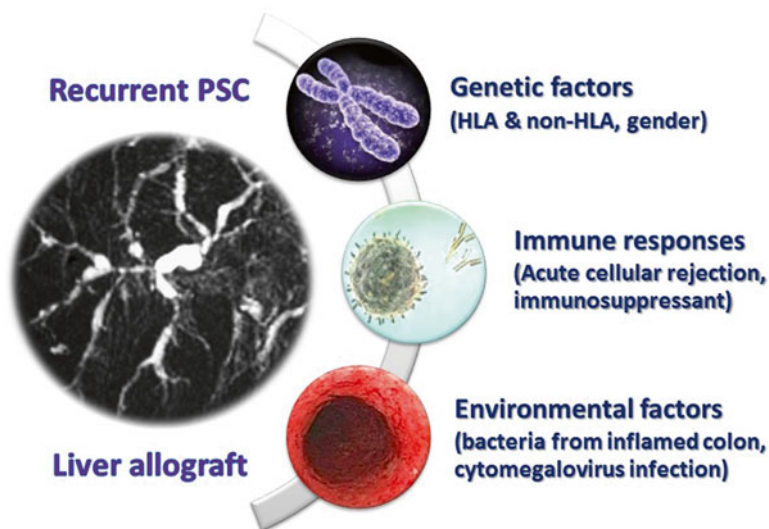 Recurrent PSC
Genetic factors
(HLA & non-HLA, gender)
Immune responses
(Acute cellular rejection,
immunosuppressant)
Environmental factors
(bacteria from inflamed colon,
cytomegalovirus infection)
Liver allograft